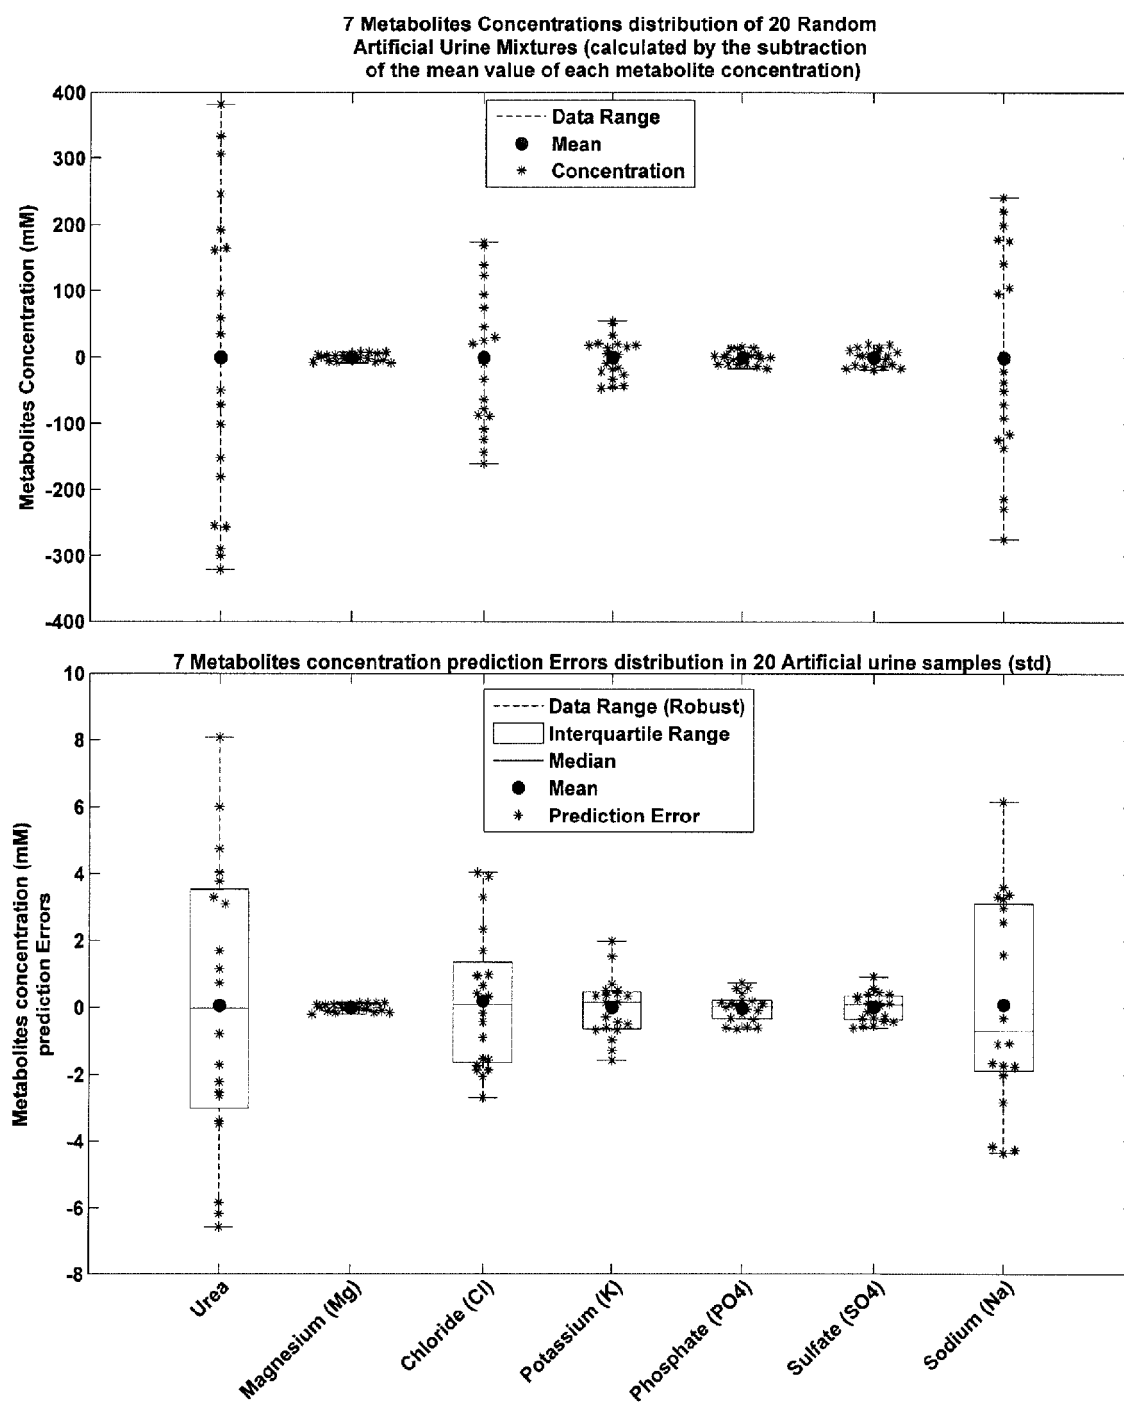 7 Metabolites Concentrations distribution of 20 Random
Artificial Urine Mixtures (calculated by the subtraction
of the mean value of each metabolite concentration)
400
300
200
100
0
-100
-200
-300
-400
Metabolites Concentration (mM)
Data Range
Mean
Concentration
7 Metabolites concentration prediction Errors distribution in 20 Artificial urine samples (std)
10
8
6
4
2
0
-2
-4
-6
-8
Metabolites concentration (mM)
prediction Errors
Data Range (Robust)
Interquartile Range
Median
Mean
Prediction Error
Urea
Magnesium (Mg)
Chloride (Cl)
Potassium (K)
Phosphate (PO4)
Sulfate (SO4)
Sodium (Na)